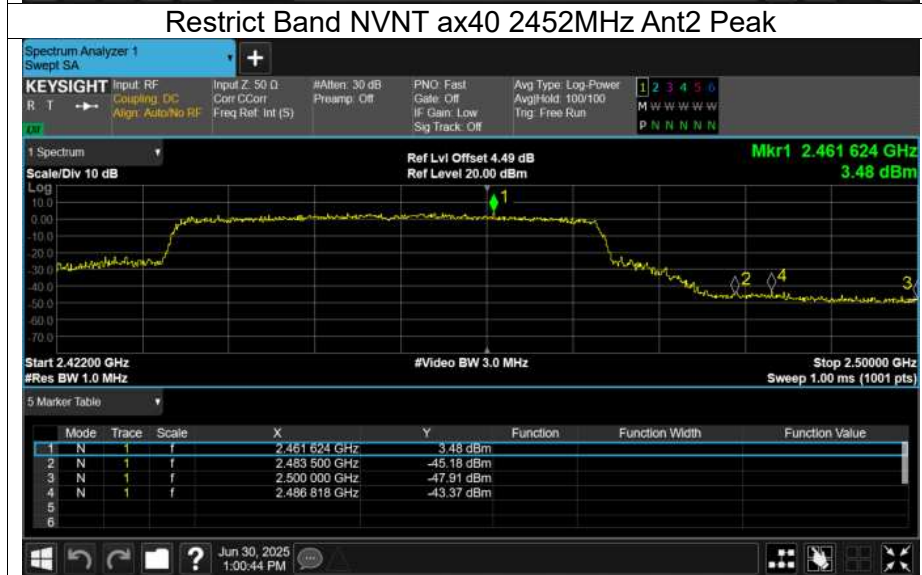 Restrict Band NVNT ax40 2452MHz Ant2 Peak
Spectrum Analyzer 1
Swept SA
+
KEYSIGHT
R T
Input: RF
Coupling: DC
Align: Auto/No RF
Input Z: 50 Ω
Corr CCorr
Freq Ref: Int (S)
#Atten: 30 dB
Preamp: Off
PNO: Fast
Gate: Off
IF Gain: Low
Sig Track: Off
Avg Type: Log-Power
Avg|Hold: 100/100
Trig: Free Run
1 2 3 4 5 6
M W W W W W
P N N N N N
1 Spectrum
Scale/Div 10 dB
Ref Lvl Offset 4.49 dB
Ref Level 20.00 dBm
Mkr1 2.461 624 GHz
3.48 dBm
Log
10.0
0.00
-10.0
-20.0
-30.0
-40.0
-50.0
-60.0
-70.0
1
2
4
3
Start 2.42200 GHz
#Res BW 1.0 MHz
#Video BW 3.0 MHz
Stop 2.50000 GHz
Sweep 1.00 ms (1001 pts)
5 Marker Table
Mode Trace Scale X Y Function Function Width Function Value
1 N 1 f 2.461 624 GHz 3.48 dBm
2 N 1 f 2.483 500 GHz -45.18 dBm
3 N 1 f 2.500 000 GHz -47.91 dBm
4 N 1 f 2.486 818 GHz -43.37 dBm
5
6
?
Jun 30, 2025
1:00:44 PM